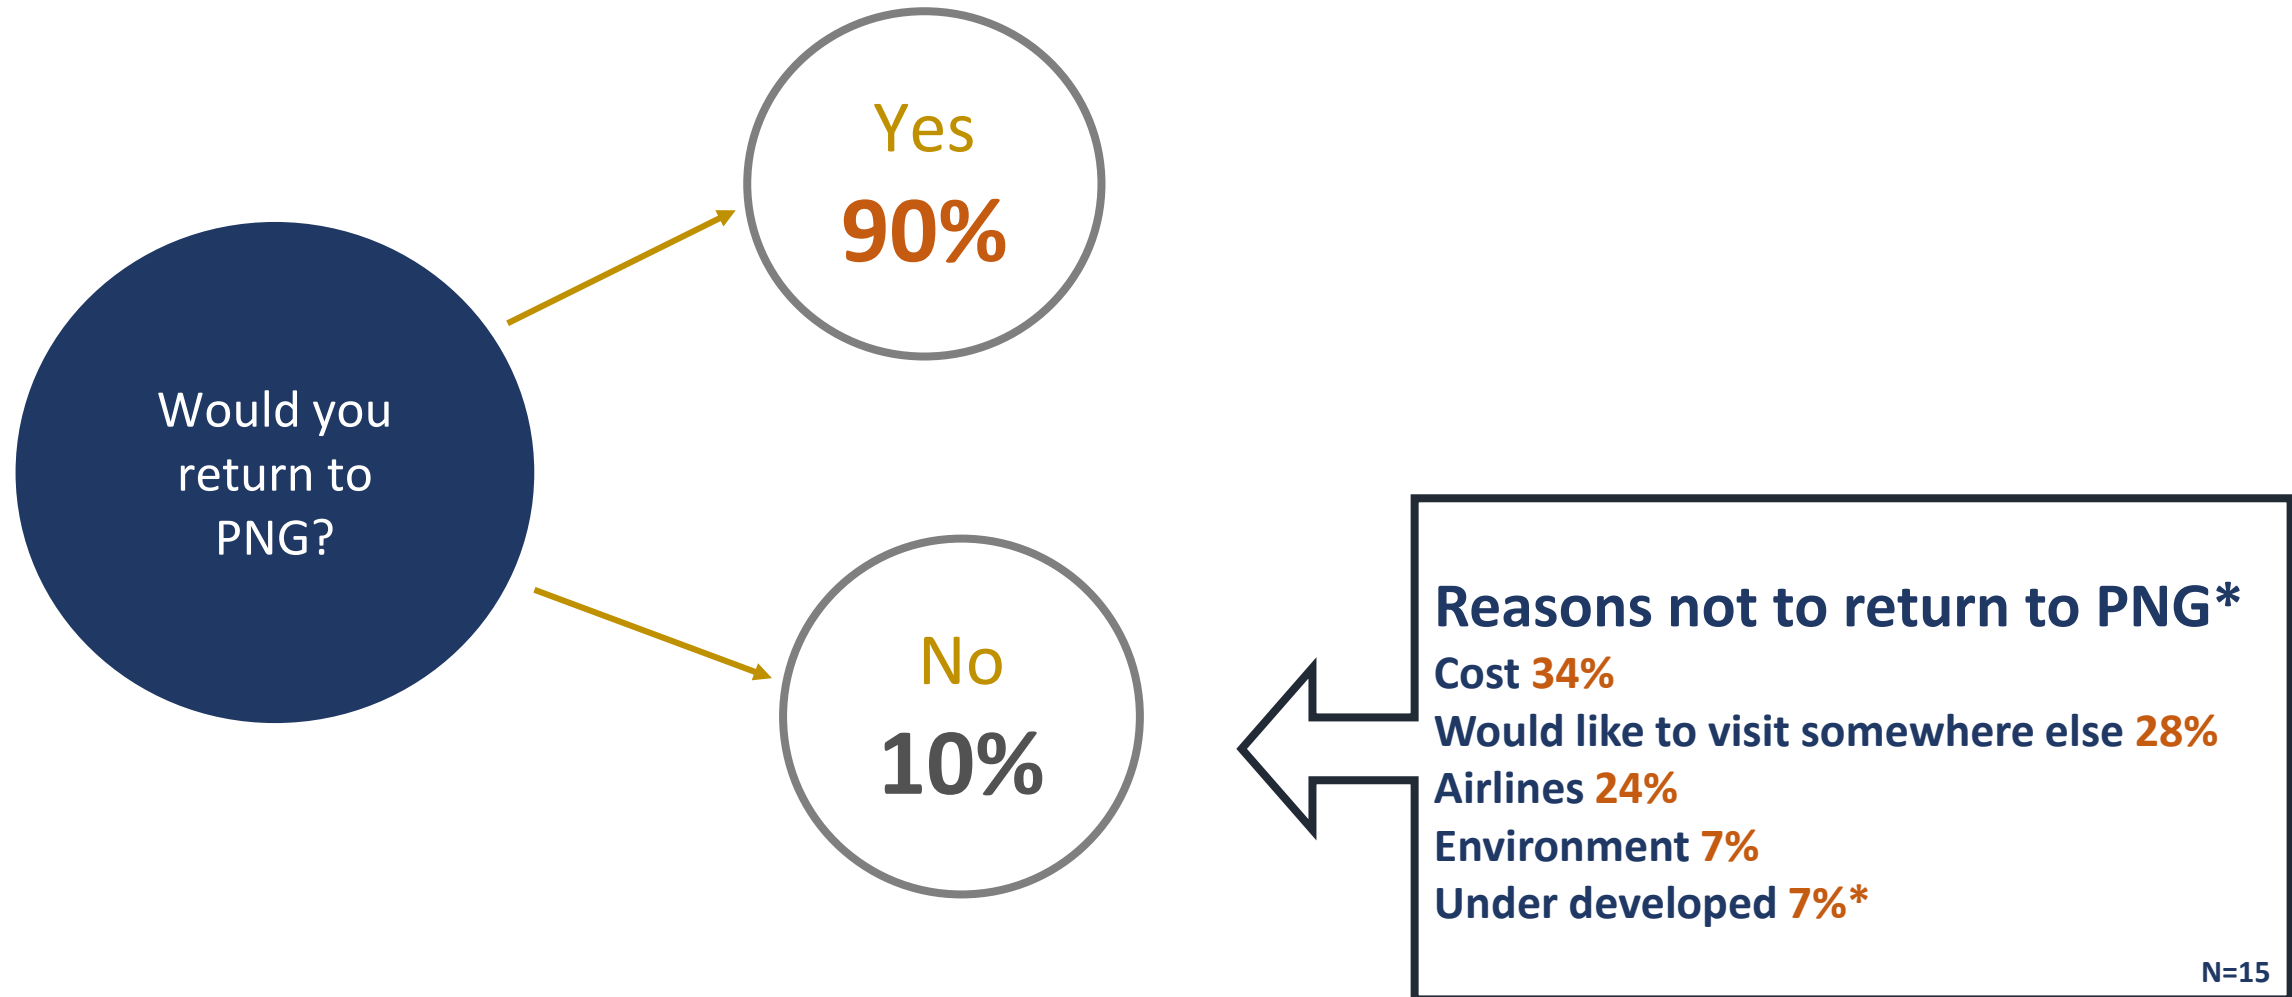 Would you
return to
PNG?
Yes
90%
No
10%
Reasons not to return to PNG*
Cost 34%
Would like to visit somewhere else 28%
Airlines 24%
Environment 7%
Under developed 7%*
N=15